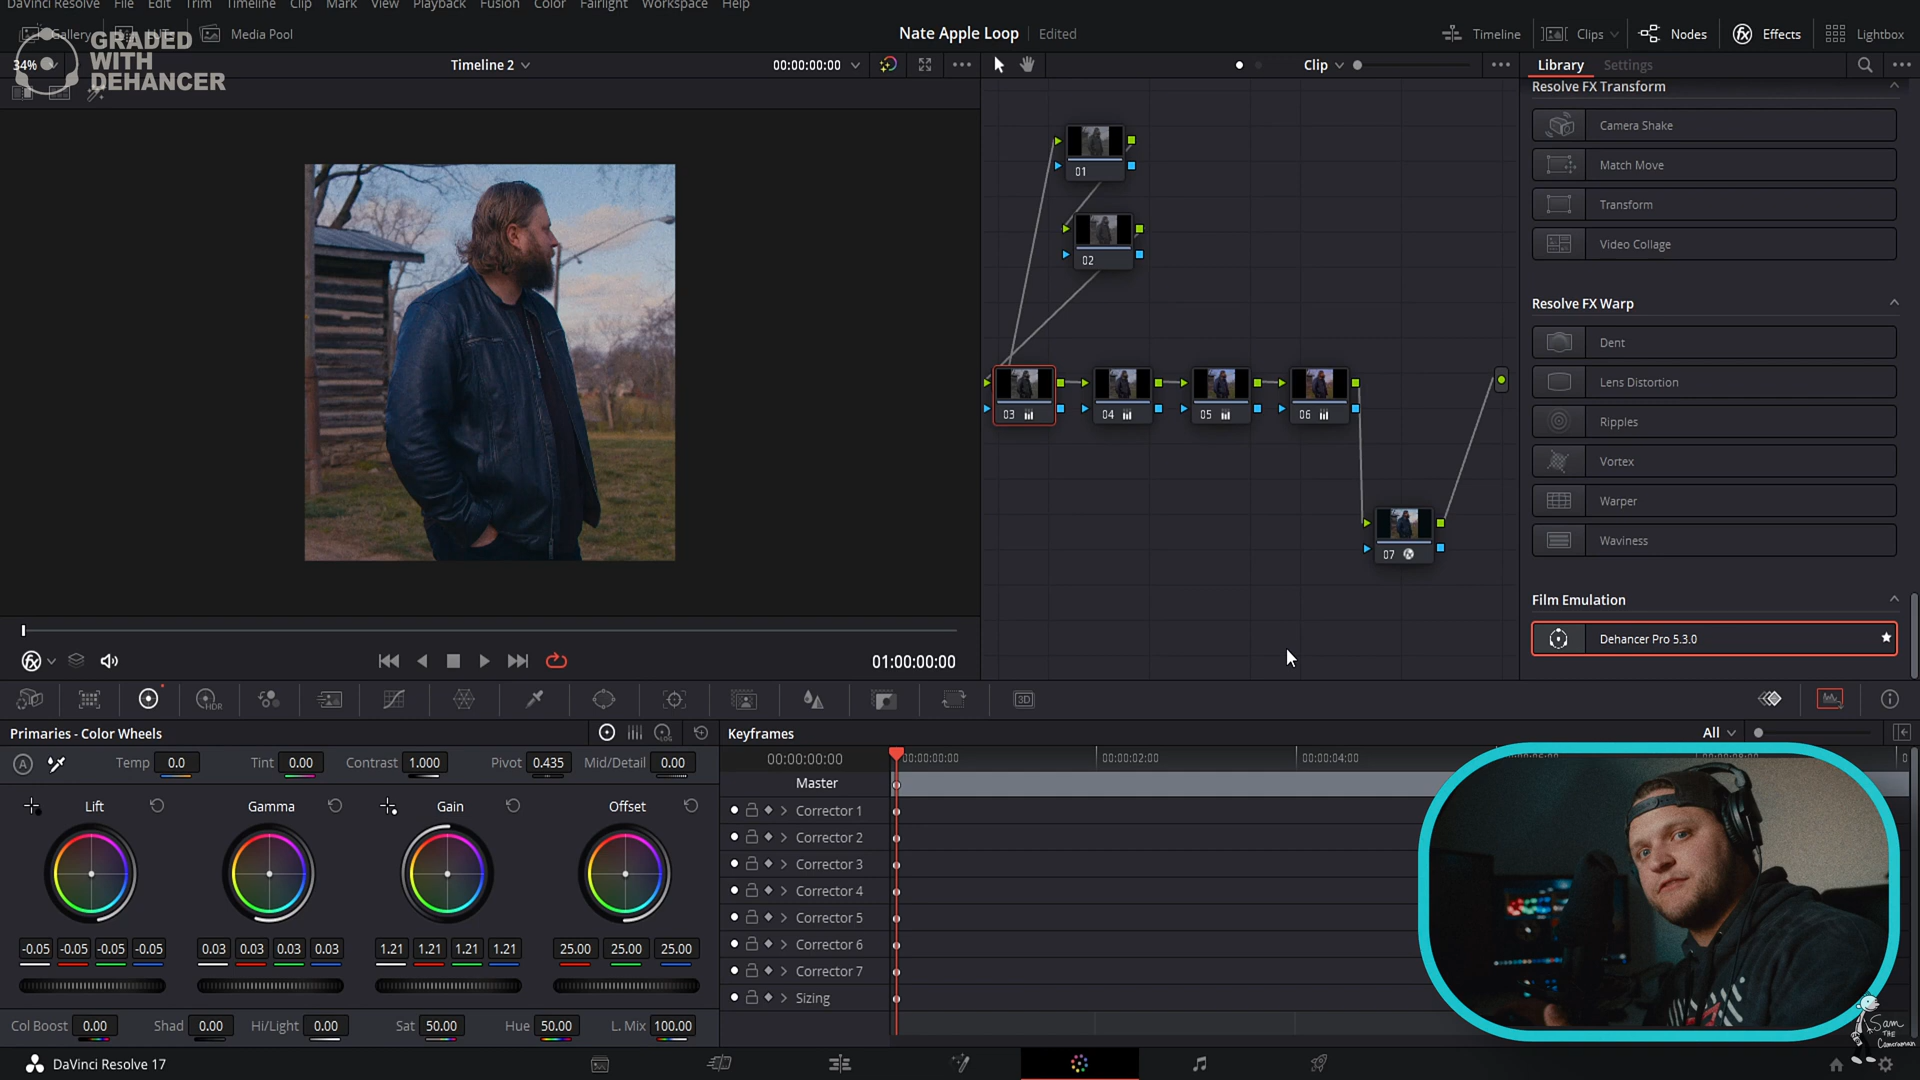 DaVinci Resolve File Edit Trim Timeline Clip Mark View Playback Fusion Color Fairlight Workspace Help
Gallery LUTs Media Pool
Nate Apple Loop Edited
Timeline Clips Nodes Effects Lightbox
GRADED
WITH
DEHANCER
34%
Timeline 2
00:00:00:00
Clip
Library Settings
Resolve FX Transform
Camera Shake
Match Move
Transform
Video Collage
Resolve FX Warp
Dent
Lens Distortion
Ripples
Vortex
Warper
Waviness
Film Emulation
Dehancer Pro 5.3.0
01
02
03
04
05
06
07
01:00:00:00
HDR
3D
Primaries - Color Wheels
LOG
Keyframes
All
A
Temp 0.0 Tint 0.00 Contrast 1.000 Pivot 0.435 Mid/Detail 0.00
Lift Gamma Gain Offset
-0.05 -0.05 -0.05 -0.05
0.03 0.03 0.03 0.03
1.21 1.21 1.21 1.21
25.00 25.00 25.00
Col Boost 0.00 Shad 0.00 Hi/Light 0.00 Sat 50.00 Hue 50.00 L. Mix 100.00
00:00:00:00
00:00:00:00 00:00:02:00 00:00:04:00
Master
Corrector 1
Corrector 2
Corrector 3
Corrector 4
Corrector 5
Corrector 6
Corrector 7
Sizing
Sam
THE
Cameraman
DaVinci Resolve 17